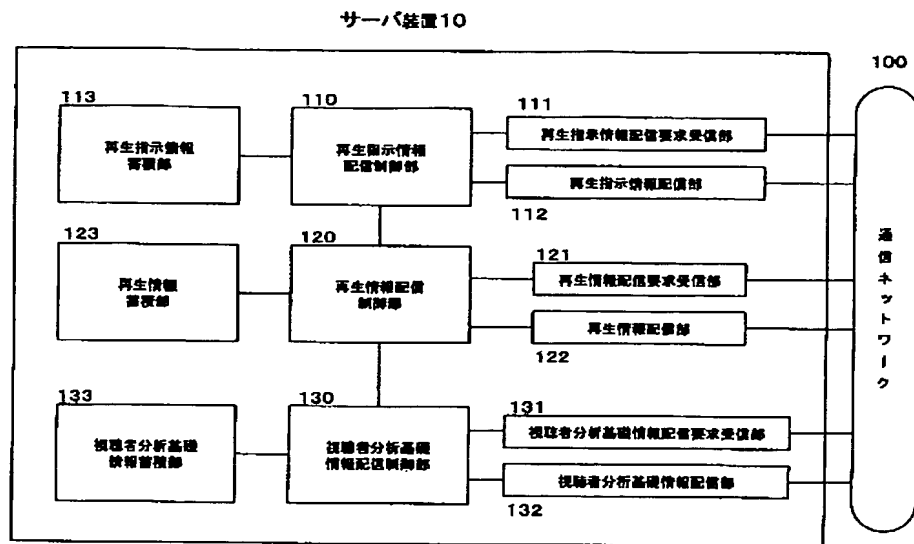 サーバ装置10
100
113
再生指示情報
蓄積部
110
再生指示情報
配信制御部
111
再生指示情報配信要求受信部
再生指示情報配信部
112
123
再生情報
蓄積部
120
再生情報配信
制御部
121
再生情報配信要求受信部
再生情報配信部
122
133
視聴者分析基礎
情報蓄積部
130
視聴者分析基礎
情報配信制御部
131
視聴者分析基礎情報配信要求受信部
視聴者分析基礎情報配信部
132
通信ネットワーク